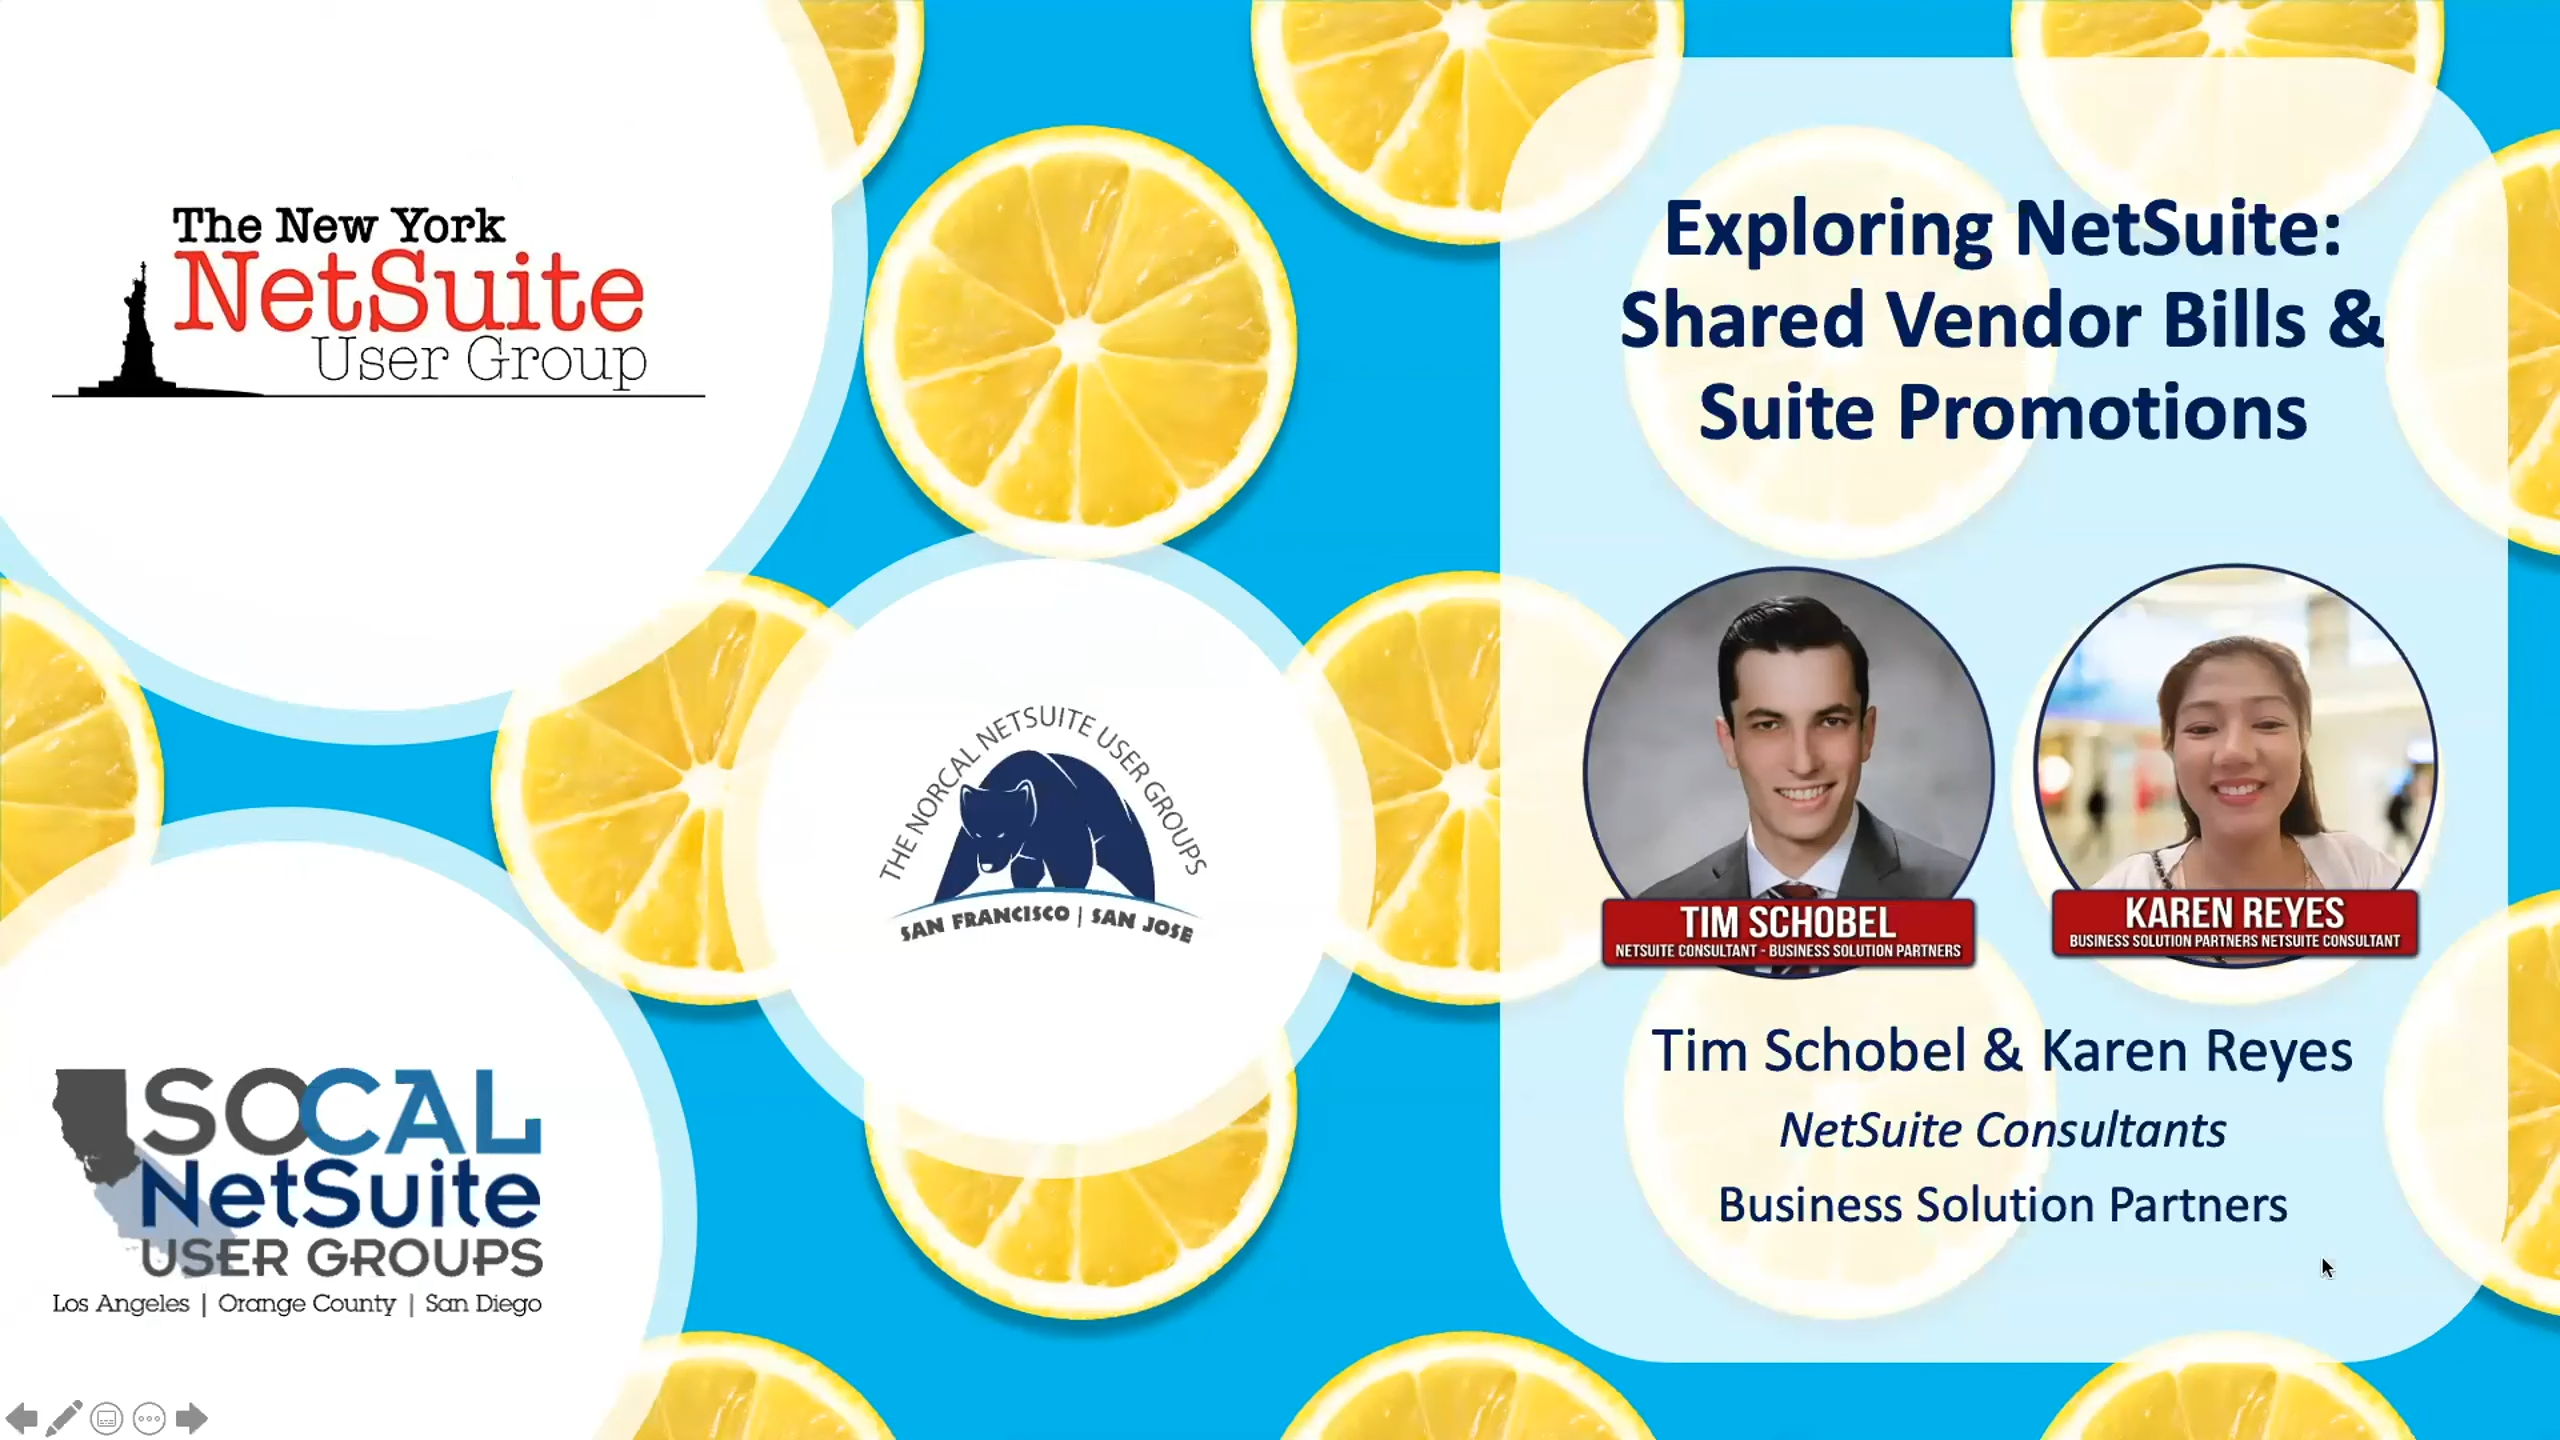 The New York
NetSuite
User Group
THE NORCAL NETSUITE USER GROUPS
SAN FRANCISCO | SAN JOSE
SOCAL
NetSuite
USER GROUPS
Los Angeles | Orange County | San Diego
Exploring NetSuite:
Shared Vendor Bills &
Suite Promotions
TIM SCHOBEL
NETSUITE CONSULTANT - BUSINESS SOLUTION PARTNERS
KAREN REYES
BUSINESS SOLUTION PARTNERS NETSUITE CONSULTANT
Tim Schobel & Karen Reyes
NetSuite Consultants
Business Solution Partners